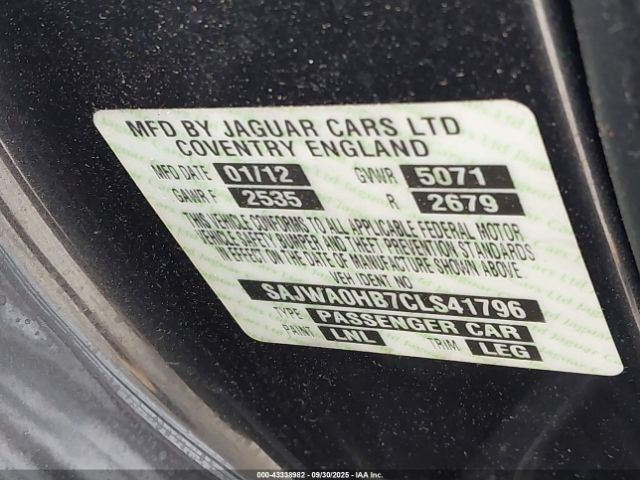 MFD BY JAGUAR CARS LTD
COVENTRY ENGLAND
MFD DATE 01/12 GVWR 5071
GAWR F 2535 R 2679
THIS VEHICLE CONFORMS TO ALL APPLICABLE FEDERAL MOTOR
VEHICLE SAFETY BUMPER AND THEFT PREVENTION STANDARDS
IN EFFECT ON THE DATE OF MANUFACTURE SHOWN ABOVE.
VEH IDENT NO
SAJWA0HB7CLS41796
TYPE: PASSENGER CAR
PAINT: LNL TRIM: LEG
000-43338982 - 09/30/2025 - IAA Inc.